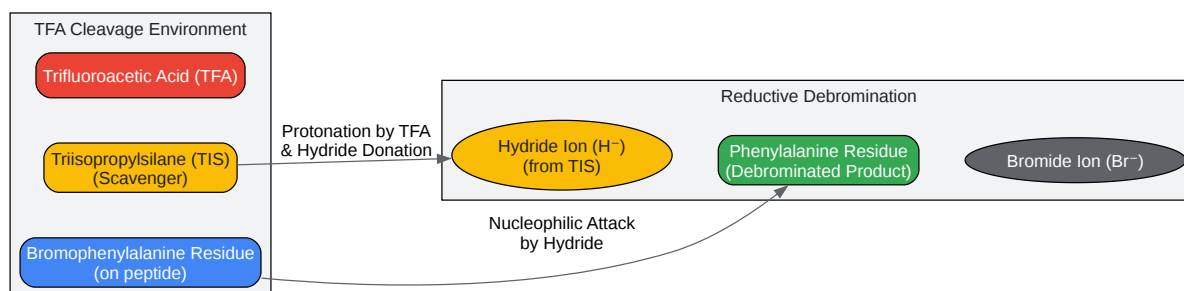 TFA Cleavage Environment
Trifluoroacetic Acid (TFA)
Triisopropylsilane (TIS)
(Scavenger)
Bromophenylalanine Residue
(on peptide)
Protonation by TFA
& Hydride Donation
Nucleophilic Attack
by Hydride
Reductive Debromination
Hydride Ion (H⁻)
(from TIS)
Phenylalanine Residue
(Debrominated Product)
Bromide Ion (Br⁻)